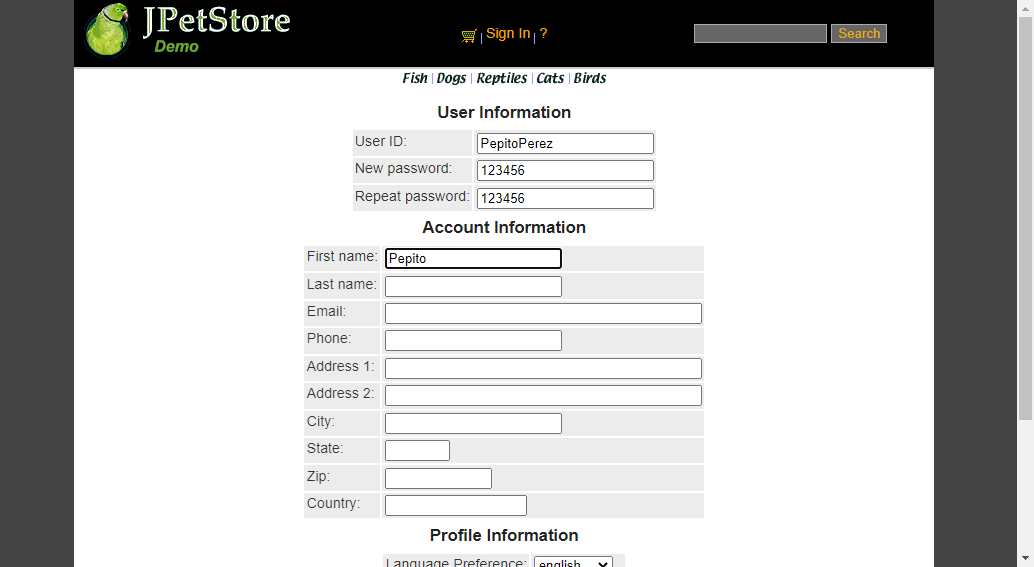 JPetStore
Demo
Sign In | ?
Search
Fish | Dogs | Reptiles | Cats | Birds
User Information
User ID: PepitoPerez
New password: 123456
Repeat password: 123456
Account Information
First name: Pepito
Last name:
Email:
Phone:
Address 1:
Address 2:
City:
State:
Zip:
Country:
Profile Information
Language Preference: english